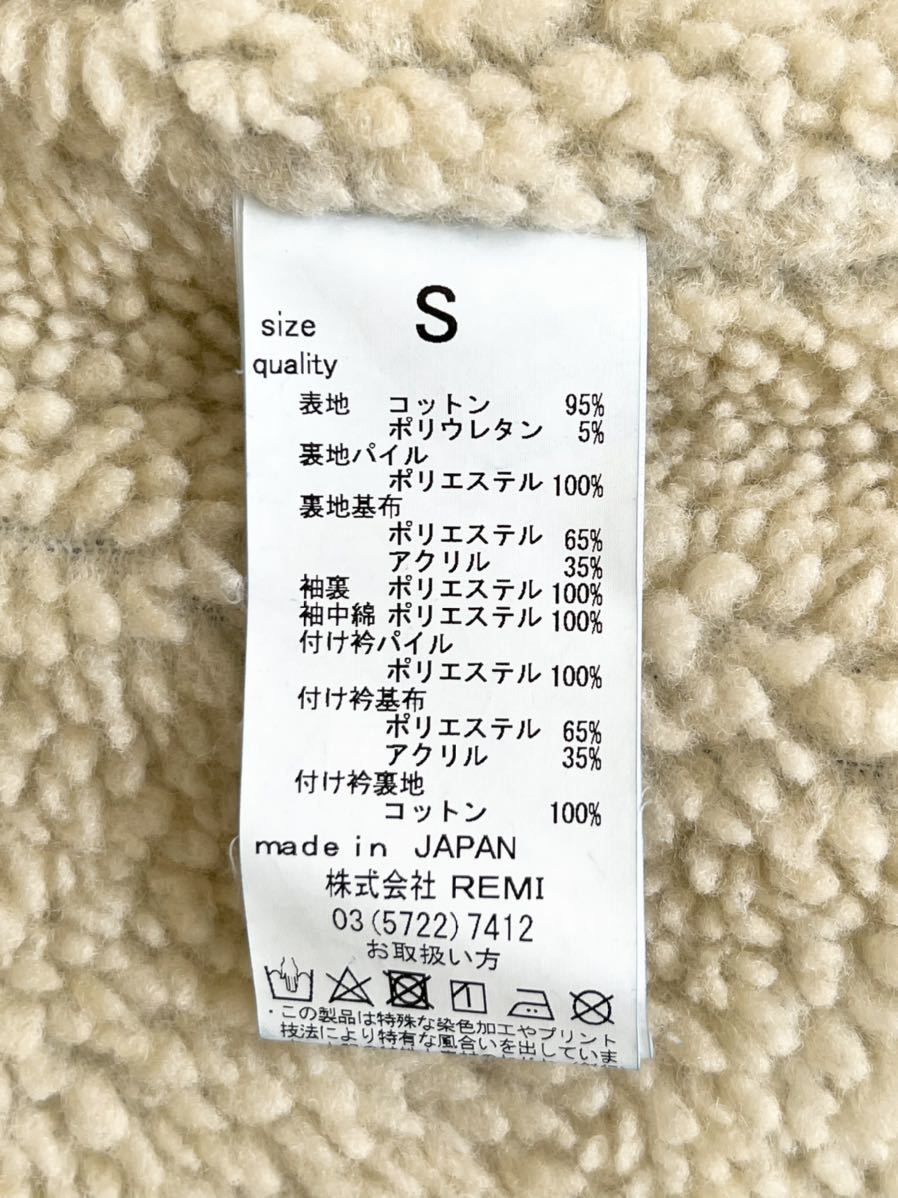 size S
quality
表地 コットン 95%
ポリウレタン 5%
裏地パイル
ポリエステル 100%
裏地基布
ポリエステル 65%
アクリル 35%
袖裏 ポリエステル 100%
袖中綿 ポリエステル 100%
付け衿パイル
ポリエステル 100%
付け衿基布
ポリエステル 65%
アクリル 35%
付け衿裏地
コットン 100%
made in JAPAN
株式会社 REMI
03(5722)7412
お取扱い方
・この製品は特殊な染色加工やプリント
技法により特有な風合いを出していま